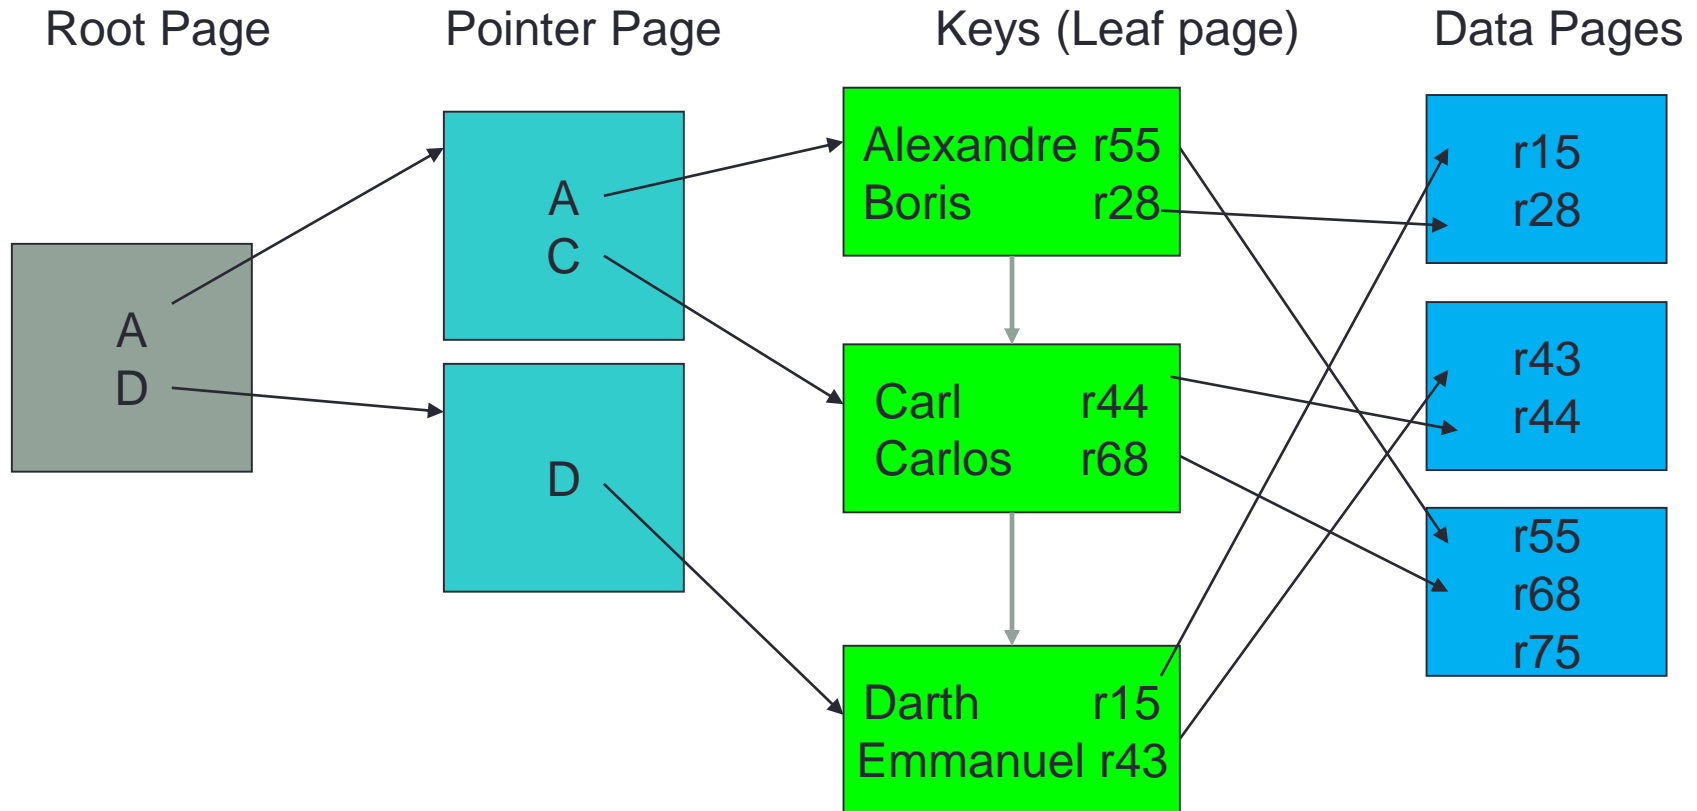 Root Page
Pointer Page
Keys (Leaf page)
Data Pages
A
D
A
C
D
Alexandre r55
Boris r28
Carl r44
Carlos r68
Darth r15
Emmanuel r43
r15
r28
r43
r44
r55
r68
r75